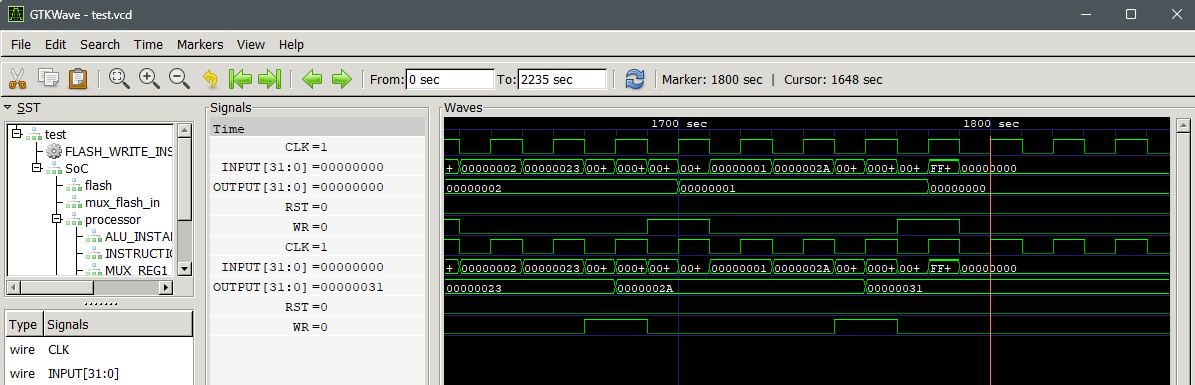 GTKWave - test.vcd
File Edit Search Time Markers View Help
From: 0 sec To: 2235 sec Marker: 1800 sec | Cursor: 1648 sec
SST
test
FLASH_WRITE_INS
SoC
flash
mux_flash_in
processor
ALU_INSTAI
INSTRUCTIO
MUX_REG1
Type Signals
wire CLK
wire INPUT[31:0]
Signals
Time
CLK=1
INPUT[31:0]=00000000
OUTPUT[31:0]=00000000
RST=0
WR=0
CLK=1
INPUT[31:0]=00000000
OUTPUT[31:0]=00000031
RST=0
WR=0
Waves
1700 sec 1800 sec
+ 00000002 00000023 00+ 000+ 00+ 00+ 00000001 0000002A 00+ 000+ 00+ FF+ 00000000
00000002 00000001 00000000
+ 00000002 00000023 00+ 000+ 00+ 00+ 00000001 0000002A 00+ 000+ 00+ FF+ 00000000
00000023 0000002A 00000031